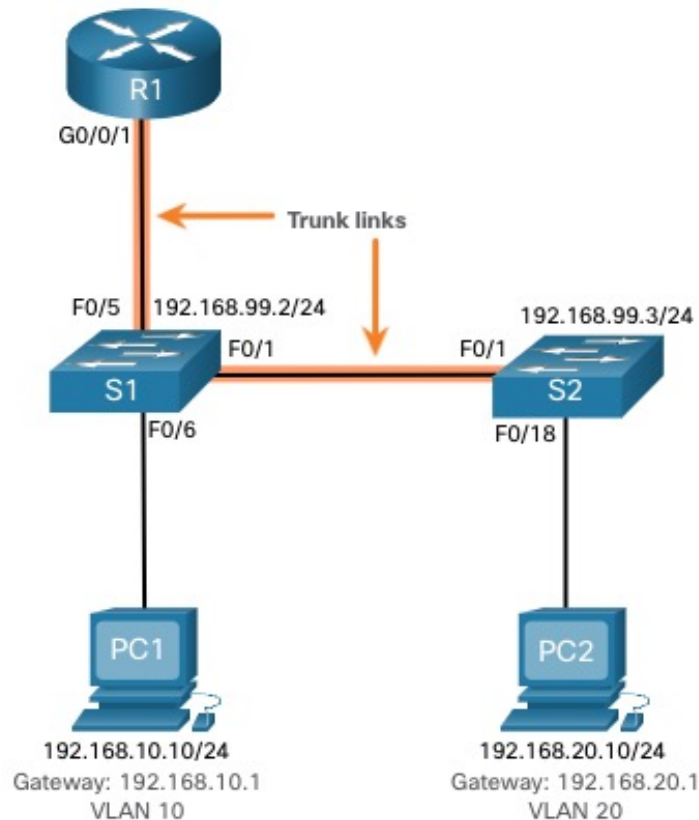 R1
G0/0/1
Trunk links
F0/5 192.168.99.2/24
192.168.99.3/24
F0/1
F0/1
S1
S2
F0/6
F0/18
PC1
PC2
192.168.10.10/24
Gateway: 192.168.10.1
VLAN 10
192.168.20.10/24
Gateway: 192.168.20.1
VLAN 20